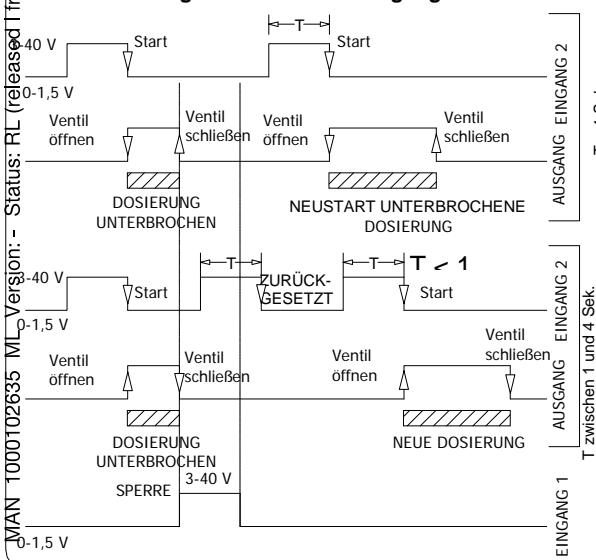 -40 V
Start
T
Start
0-1,5 V
EINGANG 2
Ventil
öffnen
Ventil
schließen
Ventil
öffnen
Ventil
schließen
AUSGANG
DOSIERUNG
UNTERBROCHEN
NEUSTART UNTERBROCHENE
DOSIERUNG
3-40 V
Start
T
ZURÜCK-
GESETZT
T
T < 1
Start
0-1,5 V
EINGANG 2
Ventil
öffnen
Ventil
schließen
Ventil
öffnen
Ventil
schließen
AUSGANG
T zwischen 1 und 4 Sek.
DOSIERUNG
UNTERBROCHEN
NEUE DOSIERUNG
SPERRE
3-40 V
0-1,5 V
EINGANG 1
MAN 1000102635 ML Version: - Status: RL (released